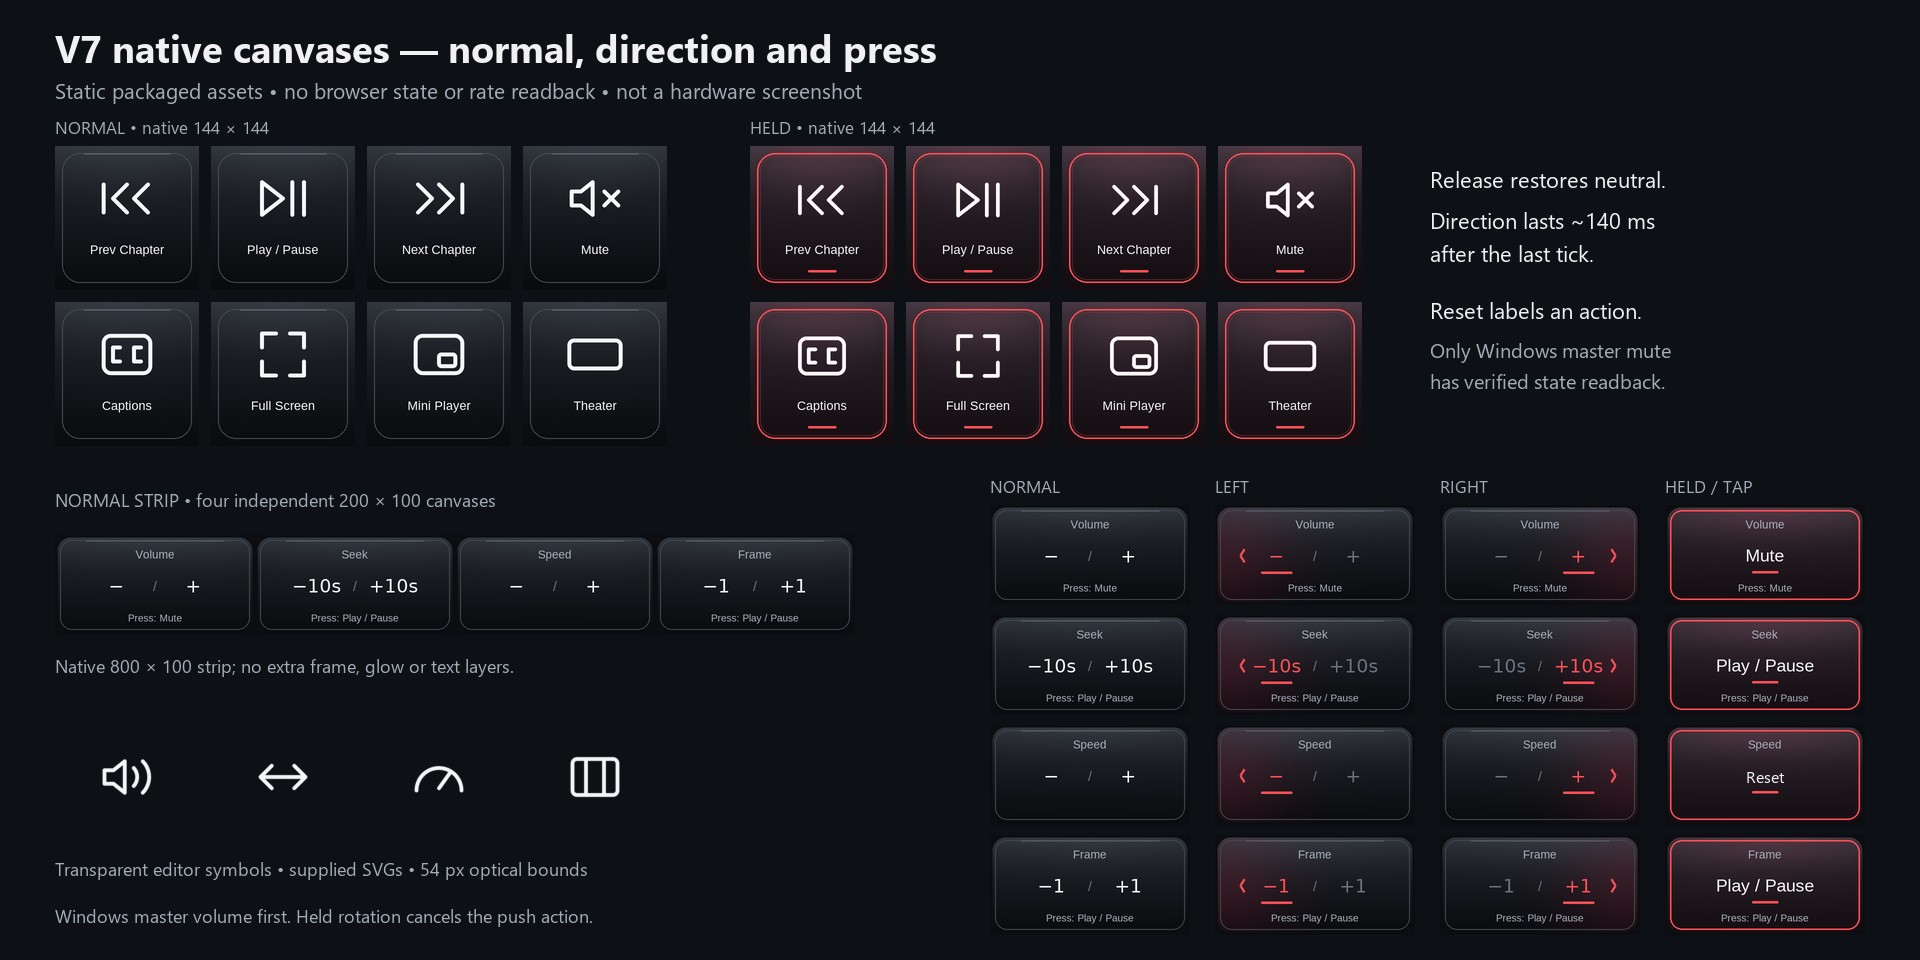 V7 native canvases — normal, direction and press
Static packaged assets • no browser state or rate readback • not a hardware screenshot
NORMAL • native 144 × 144
Prev Chapter
Play / Pause
Next Chapter
Mute
CC
Captions
Full Screen
Mini Player
Theater
HELD • native 144 × 144
Prev Chapter
Play / Pause
Next Chapter
Mute
CC
Captions
Full Screen
Mini Player
Theater
Release restores neutral.
Direction lasts ~140 ms
after the last tick.
Reset labels an action.
Only Windows master mute
has verified state readback.
NORMAL STRIP • four independent 200 × 100 canvases
Volume
− / +
Press: Mute
Seek
−10s / +10s
Press: Play / Pause
Speed
− / +
Frame
−1 / +1
Press: Play / Pause
Native 800 × 100 strip; no extra frame, glow or text layers.
Transparent editor symbols • supplied SVGs • 54 px optical bounds
Windows master volume first. Held rotation cancels the push action.
NORMAL
LEFT
RIGHT
HELD / TAP
Volume
− / +
Press: Mute
Volume
‹ − / +
Press: Mute
Volume
− / + ›
Press: Mute
Volume
Mute
Press: Mute
Seek
−10s / +10s
Press: Play / Pause
Seek
‹ −10s / +10s
Press: Play / Pause
Seek
−10s / +10s ›
Press: Play / Pause
Seek
Play / Pause
Press: Play / Pause
Speed
− / +
Speed
‹ − / +
Speed
− / + ›
Speed
Reset
Frame
−1 / +1
Press: Play / Pause
Frame
‹ −1 / +1
Press: Play / Pause
Frame
−1 / +1 ›
Press: Play / Pause
Frame
Play / Pause
Press: Play / Pause